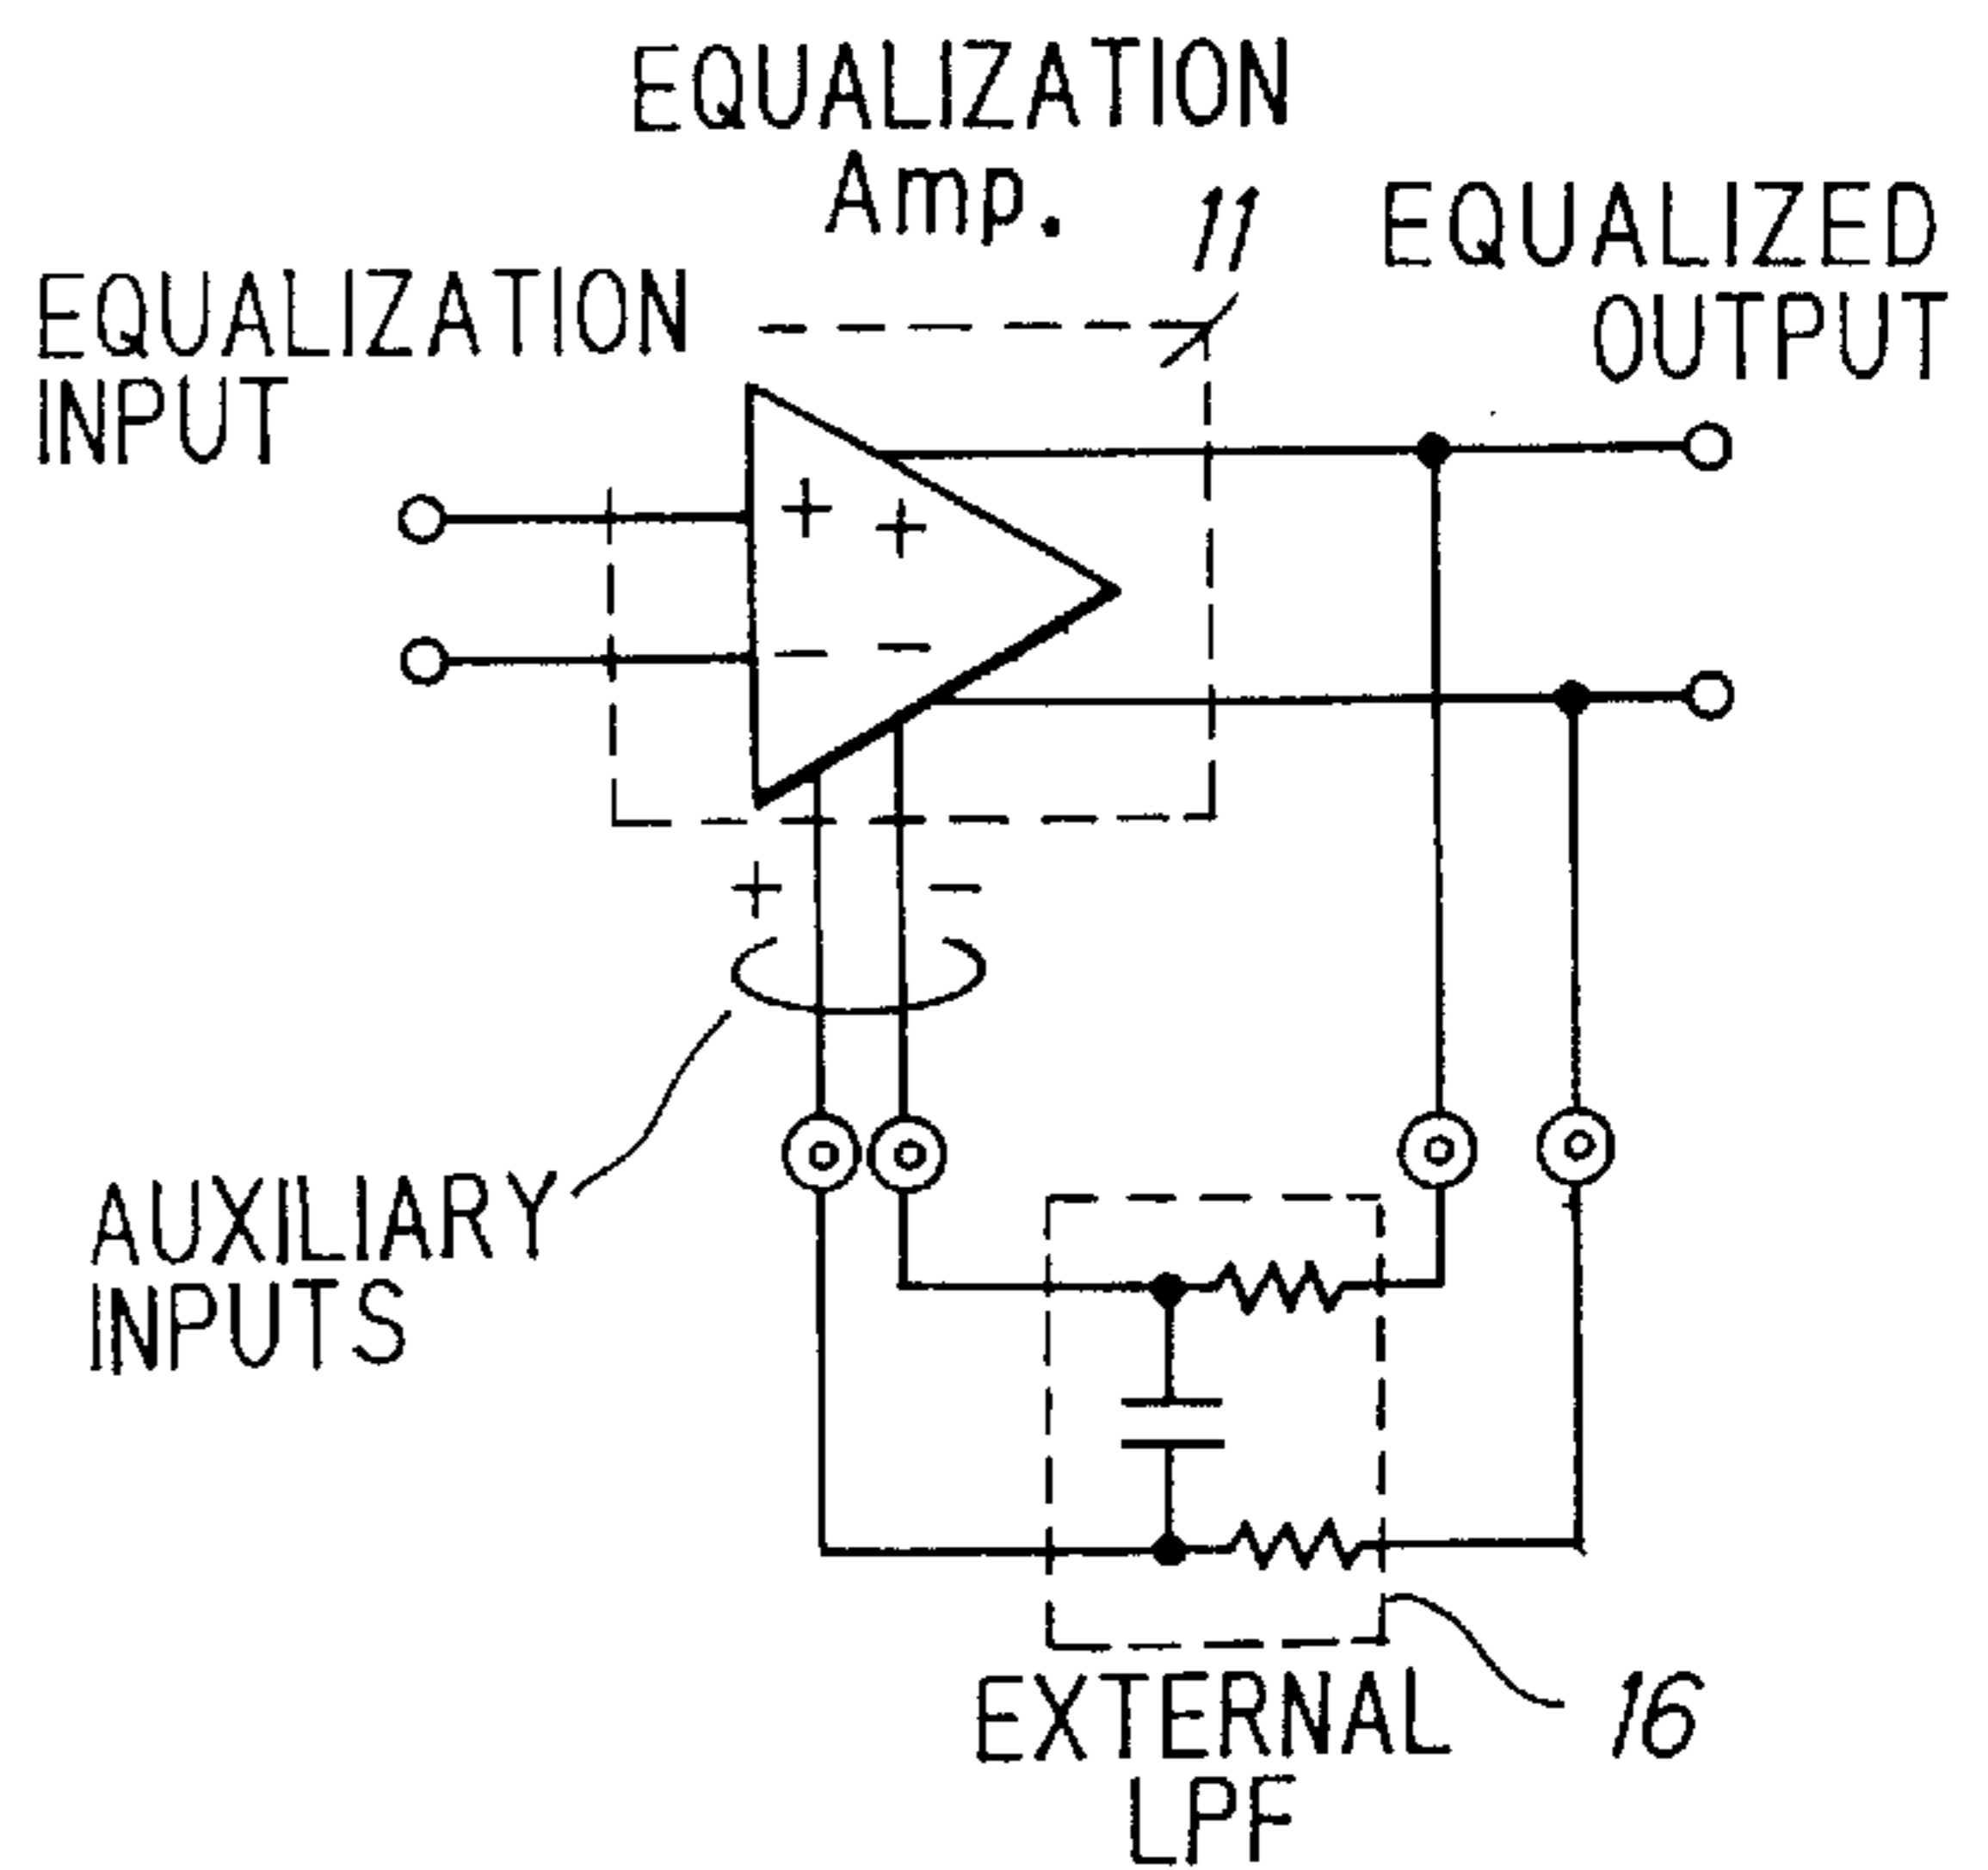 EQUALIZATION
Amp.
11
EQUALIZED
OUTPUT
EQUALIZATION
INPUT
+ +
- -
+ -
AUXILIARY
INPUTS
EXTERNAL
LPF
16